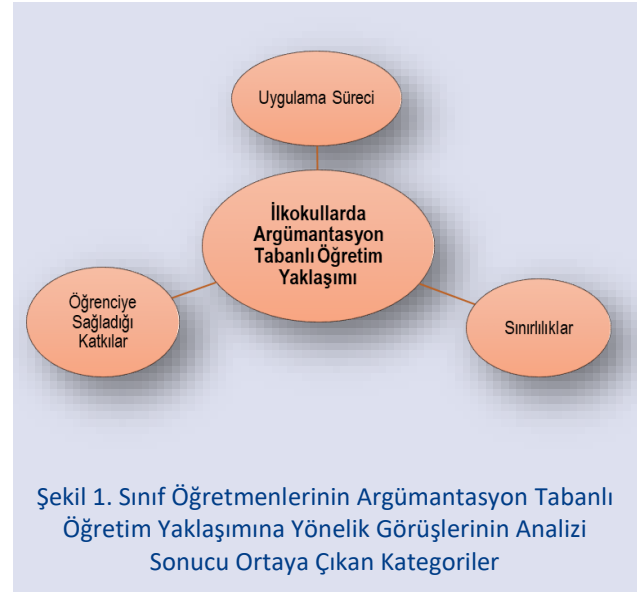 Uygulama Süreci
İlkokullarda
Argümantasyon
Tabanlı Öğretim
Yaklaşımı
Öğrenciye
Sağladığı
Katkılar
Sınırlılıklar
Şekil 1. Sınıf Öğretmenlerinin Argümantasyon Tabanlı
Öğretim Yaklaşımına Yönelik Görüşlerinin Analizi
Sonucu Ortaya Çıkan Kategoriler